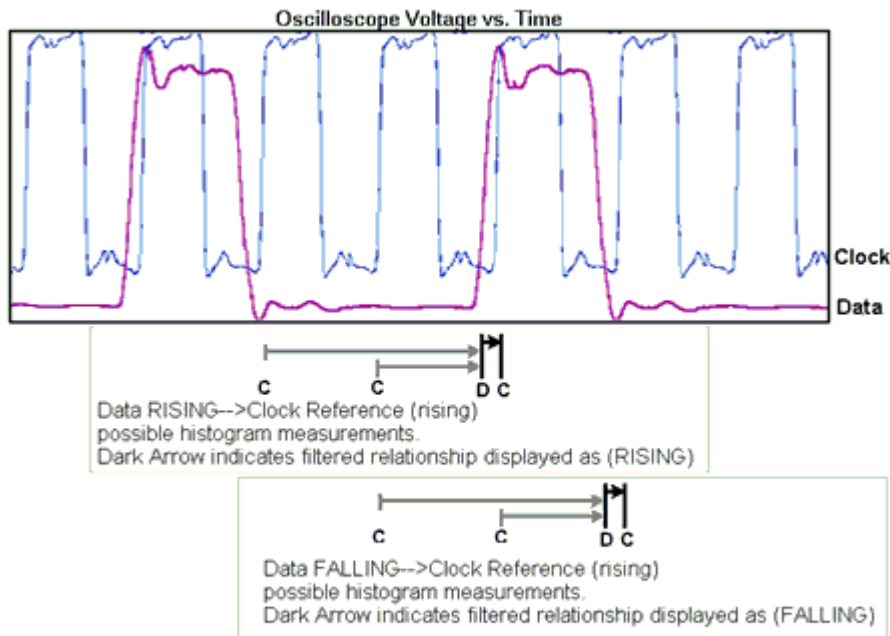 Oscilloscope Voltage vs. Time
Clock
Data
C C D C
Data RISING-->Clock Reference (rising)
possible histogram measurements.
Dark Arrow indicates filtered relationship displayed as (RISING)
C C D C
Data FALLING-->Clock Reference (rising)
possible histogram measurements.
Dark Arrow indicates filtered relationship displayed as (FALLING)